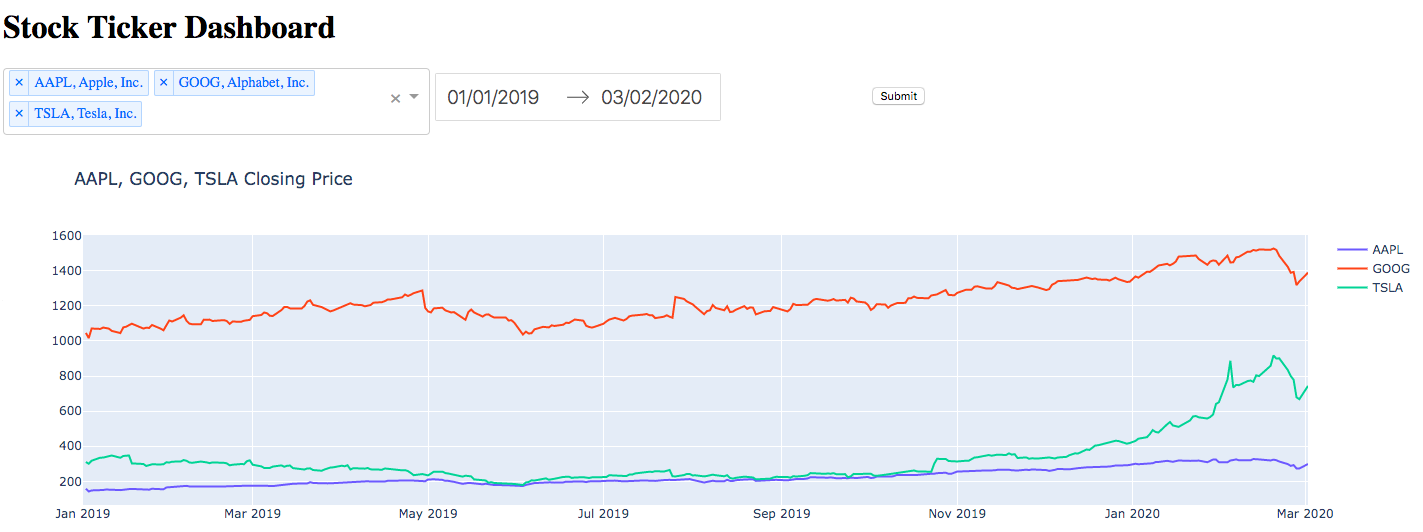 Stock Ticker Dashboard
× AAPL, Apple, Inc. × GOOG, Alphabet, Inc.
× TSLA, Tesla, Inc.
×
01/01/2019 → 03/02/2020
Submit
AAPL, GOOG, TSLA Closing Price
1600
1400
1200
1000
800
600
400
200
Jan 2019 Mar 2019 May 2019 Jul 2019 Sep 2019 Nov 2019 Jan 2020 Mar 2020
AAPL
GOOG
TSLA